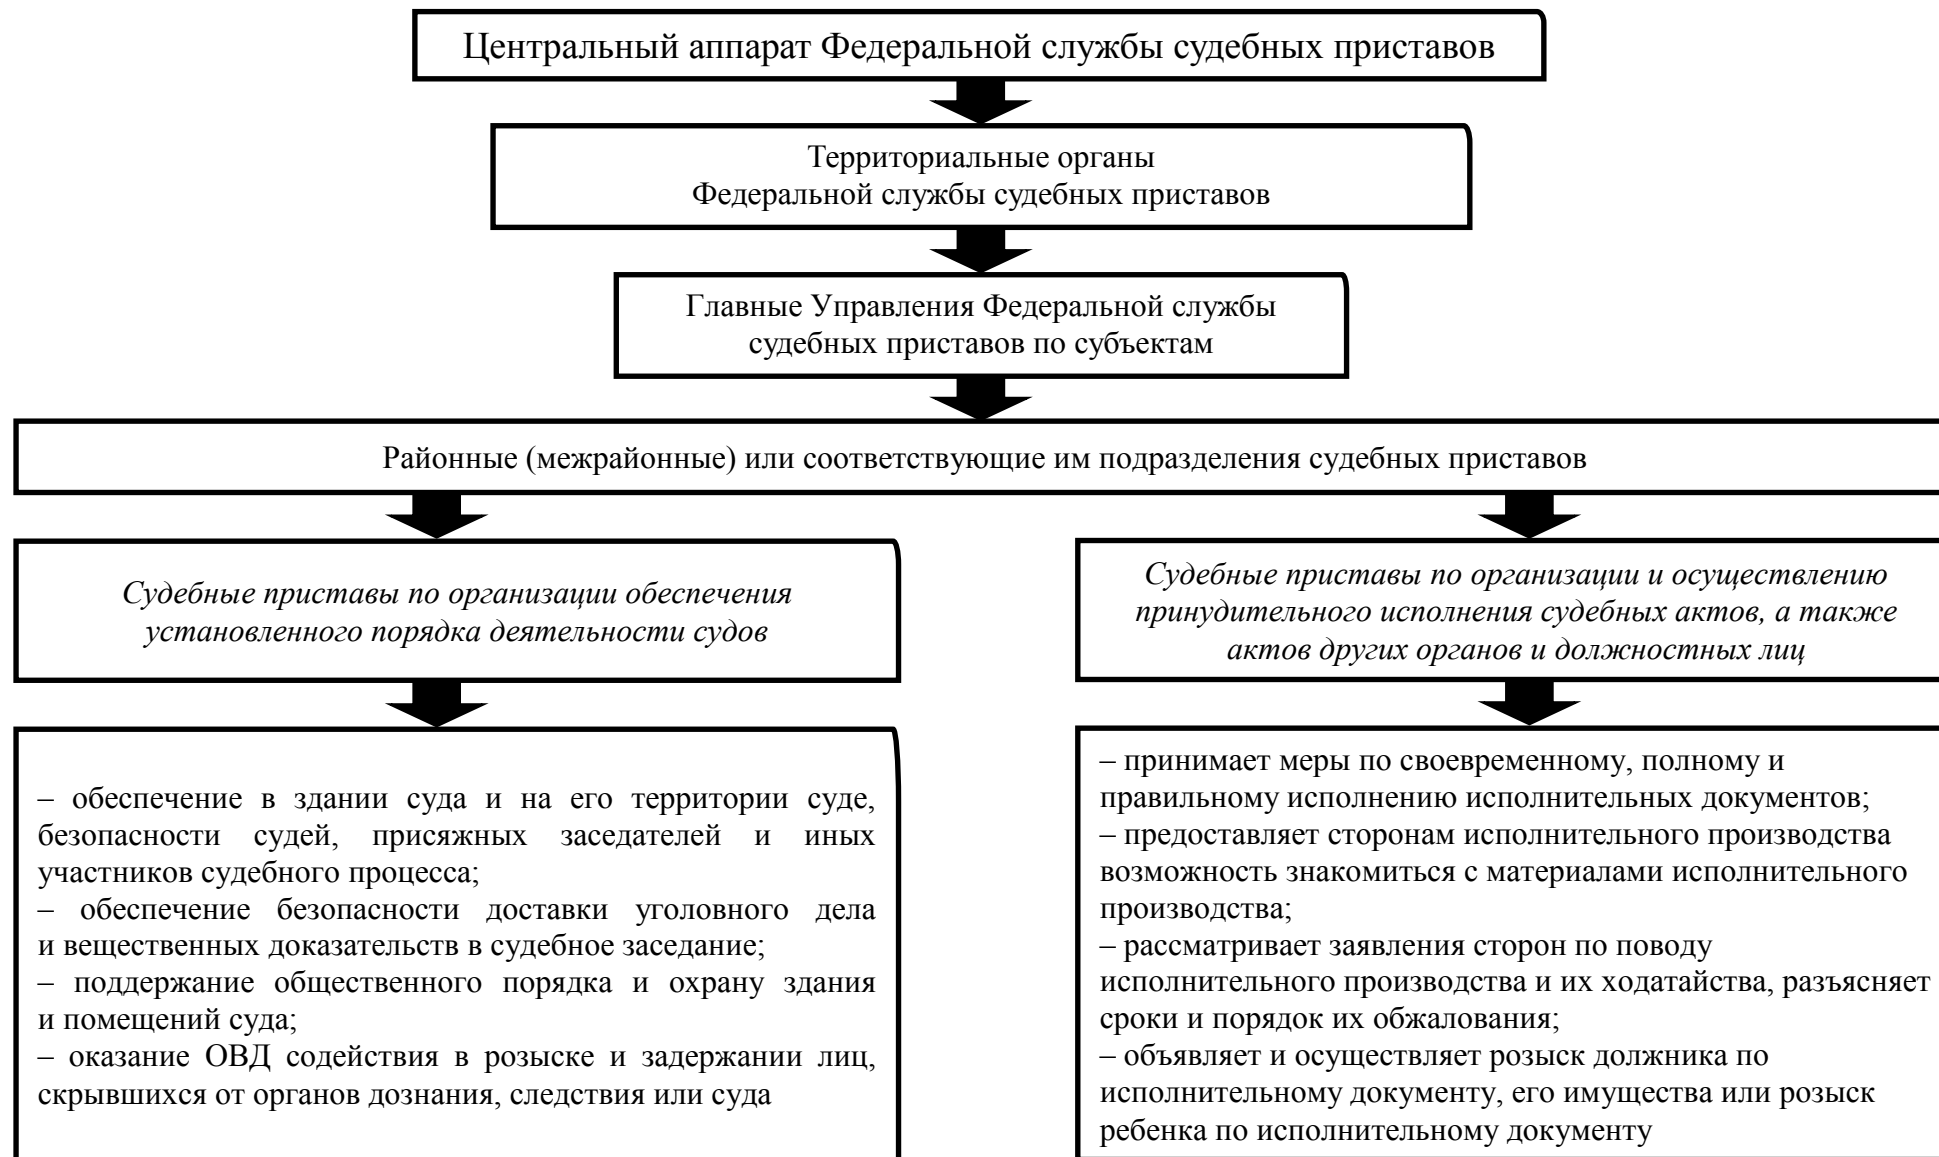 Центральный аппарат Федеральной службы судебных приставов
Территориальные органы
Федеральной службы судебных приставов
Главные Управления Федеральной службы
судебных приставов по субъектам
Районные (межрайонные) или соответствующие им подразделения судебных приставов
Судебные приставы по организации обеспечения
установленного порядка деятельности судов
– обеспечение в здании суда и на его территории суде,
безопасности судей, присяжных заседателей и иных
участников судебного процесса;
– обеспечение безопасности доставки уголовного дела
и вещественных доказательств в судебное заседание;
– поддержание общественного порядка и охрану здания
и помещений суда;
– оказание ОВД содействия в розыске и задержании лиц,
скрывшихся от органов дознания, следствия или суда
Судебные приставы по организации и осуществлению
принудительного исполнения судебных актов, а также
актов других органов и должностных лиц
– принимает меры по своевременному, полному и
правильному исполнению исполнительных документов;
– предоставляет сторонам исполнительного производства
возможность знакомиться с материалами исполнительного
производства;
– рассматривает заявления сторон по поводу
исполнительного производства и их ходатайства, разъясняет
сроки и порядок их обжалования;
– объявляет и осуществляет розыск должника по
исполнительному документу, его имущества или розыск
ребенка по исполнительному документу